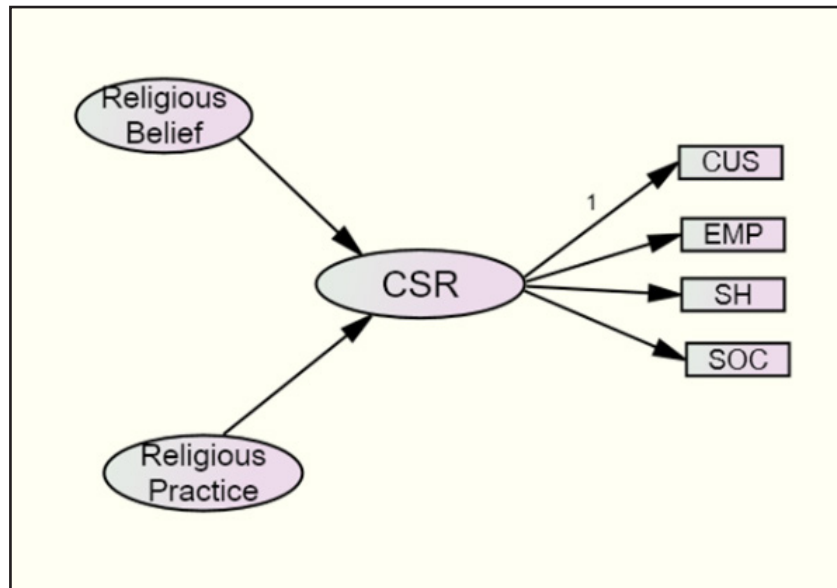 Religious
Belief
CUS
1
EMP
CSR
SH
SOC
Religious
Practice